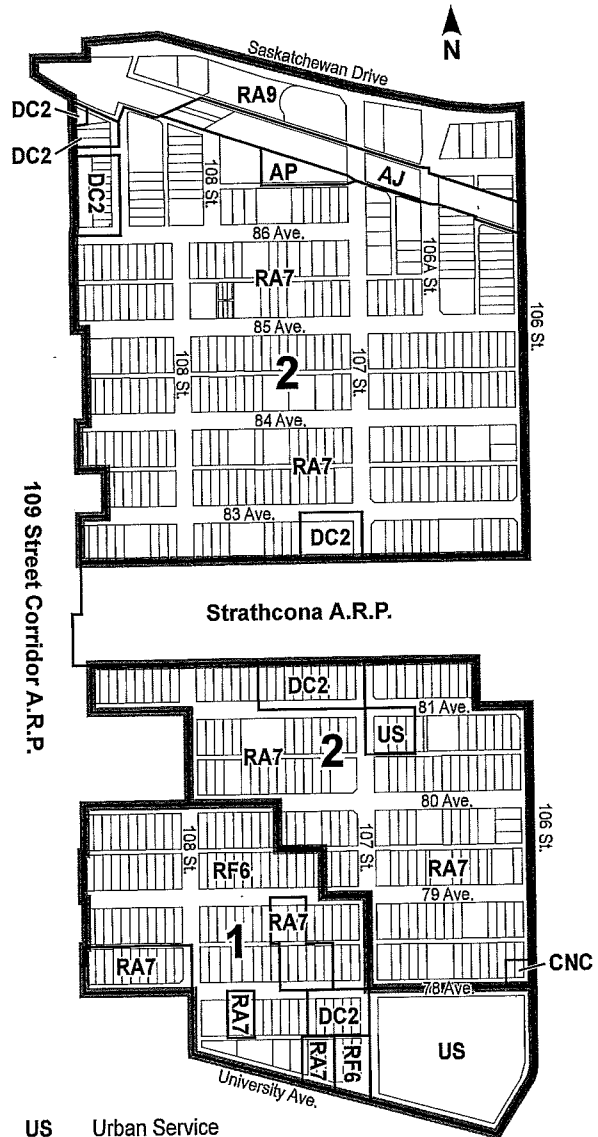 N
Saskatchewan Drive
RA9
DC2
DC2
DC2
108 St.
AP
AJ
86 Ave.
106A St.
RA7
106 St.
85 Ave.
108 St.
2
107 St.
84 Ave.
RA7
83 Ave.
DC2
109 Street Corridor A.R.P.
Strathcona A.R.P.
DC2
81 Ave.
US
RA7
2
80 Ave.
106 St.
108 St.
107 St.
RF6
RA7
79 Ave.
RA7
1
RA7
CNC
78 Ave.
RA7
DC2
US
RA7
RF6
University Ave.
US Urban Service